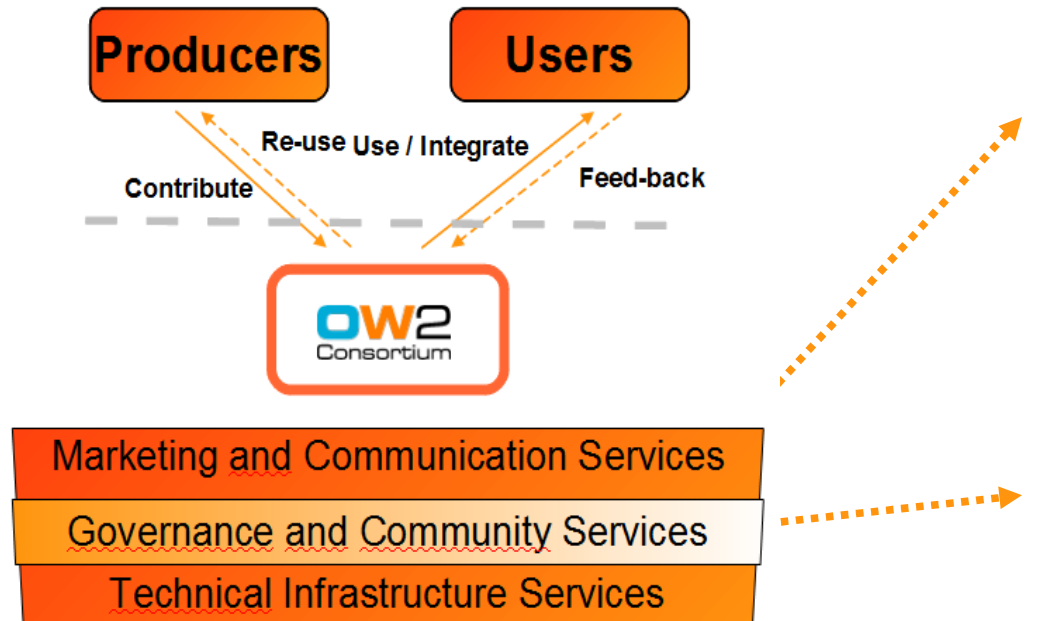 Producers
Users
Re-use
Use / Integrate
Contribute
Feed-back
OW2
Consortium
Marketing and Communication Services
Governance and Community Services
Technical Infrastructure Services